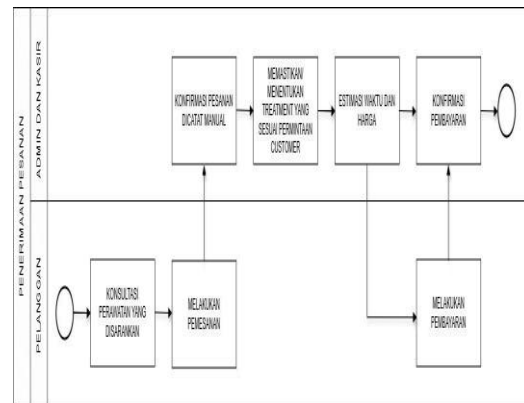 PENERIMAAN PESANAN
ADMIN DAN KASIR
KONFIRMASI PESANAN
DICATAT MANUAL
MEMASTIKAN/
MENENTUKAN
TREATMENT YANG
SESUAI PERMINTAAN
CUSTOMER
ESTIMASI WAKTU DAN
HARGA
KONFIRMASI
PEMBAYARAN
PELANGGAN
KONSULTASI
PERAWATAN YANG
DISARANKAN
MELAKUKAN
PEMESANAN
MELAKUKAN
PEMBAYARAN